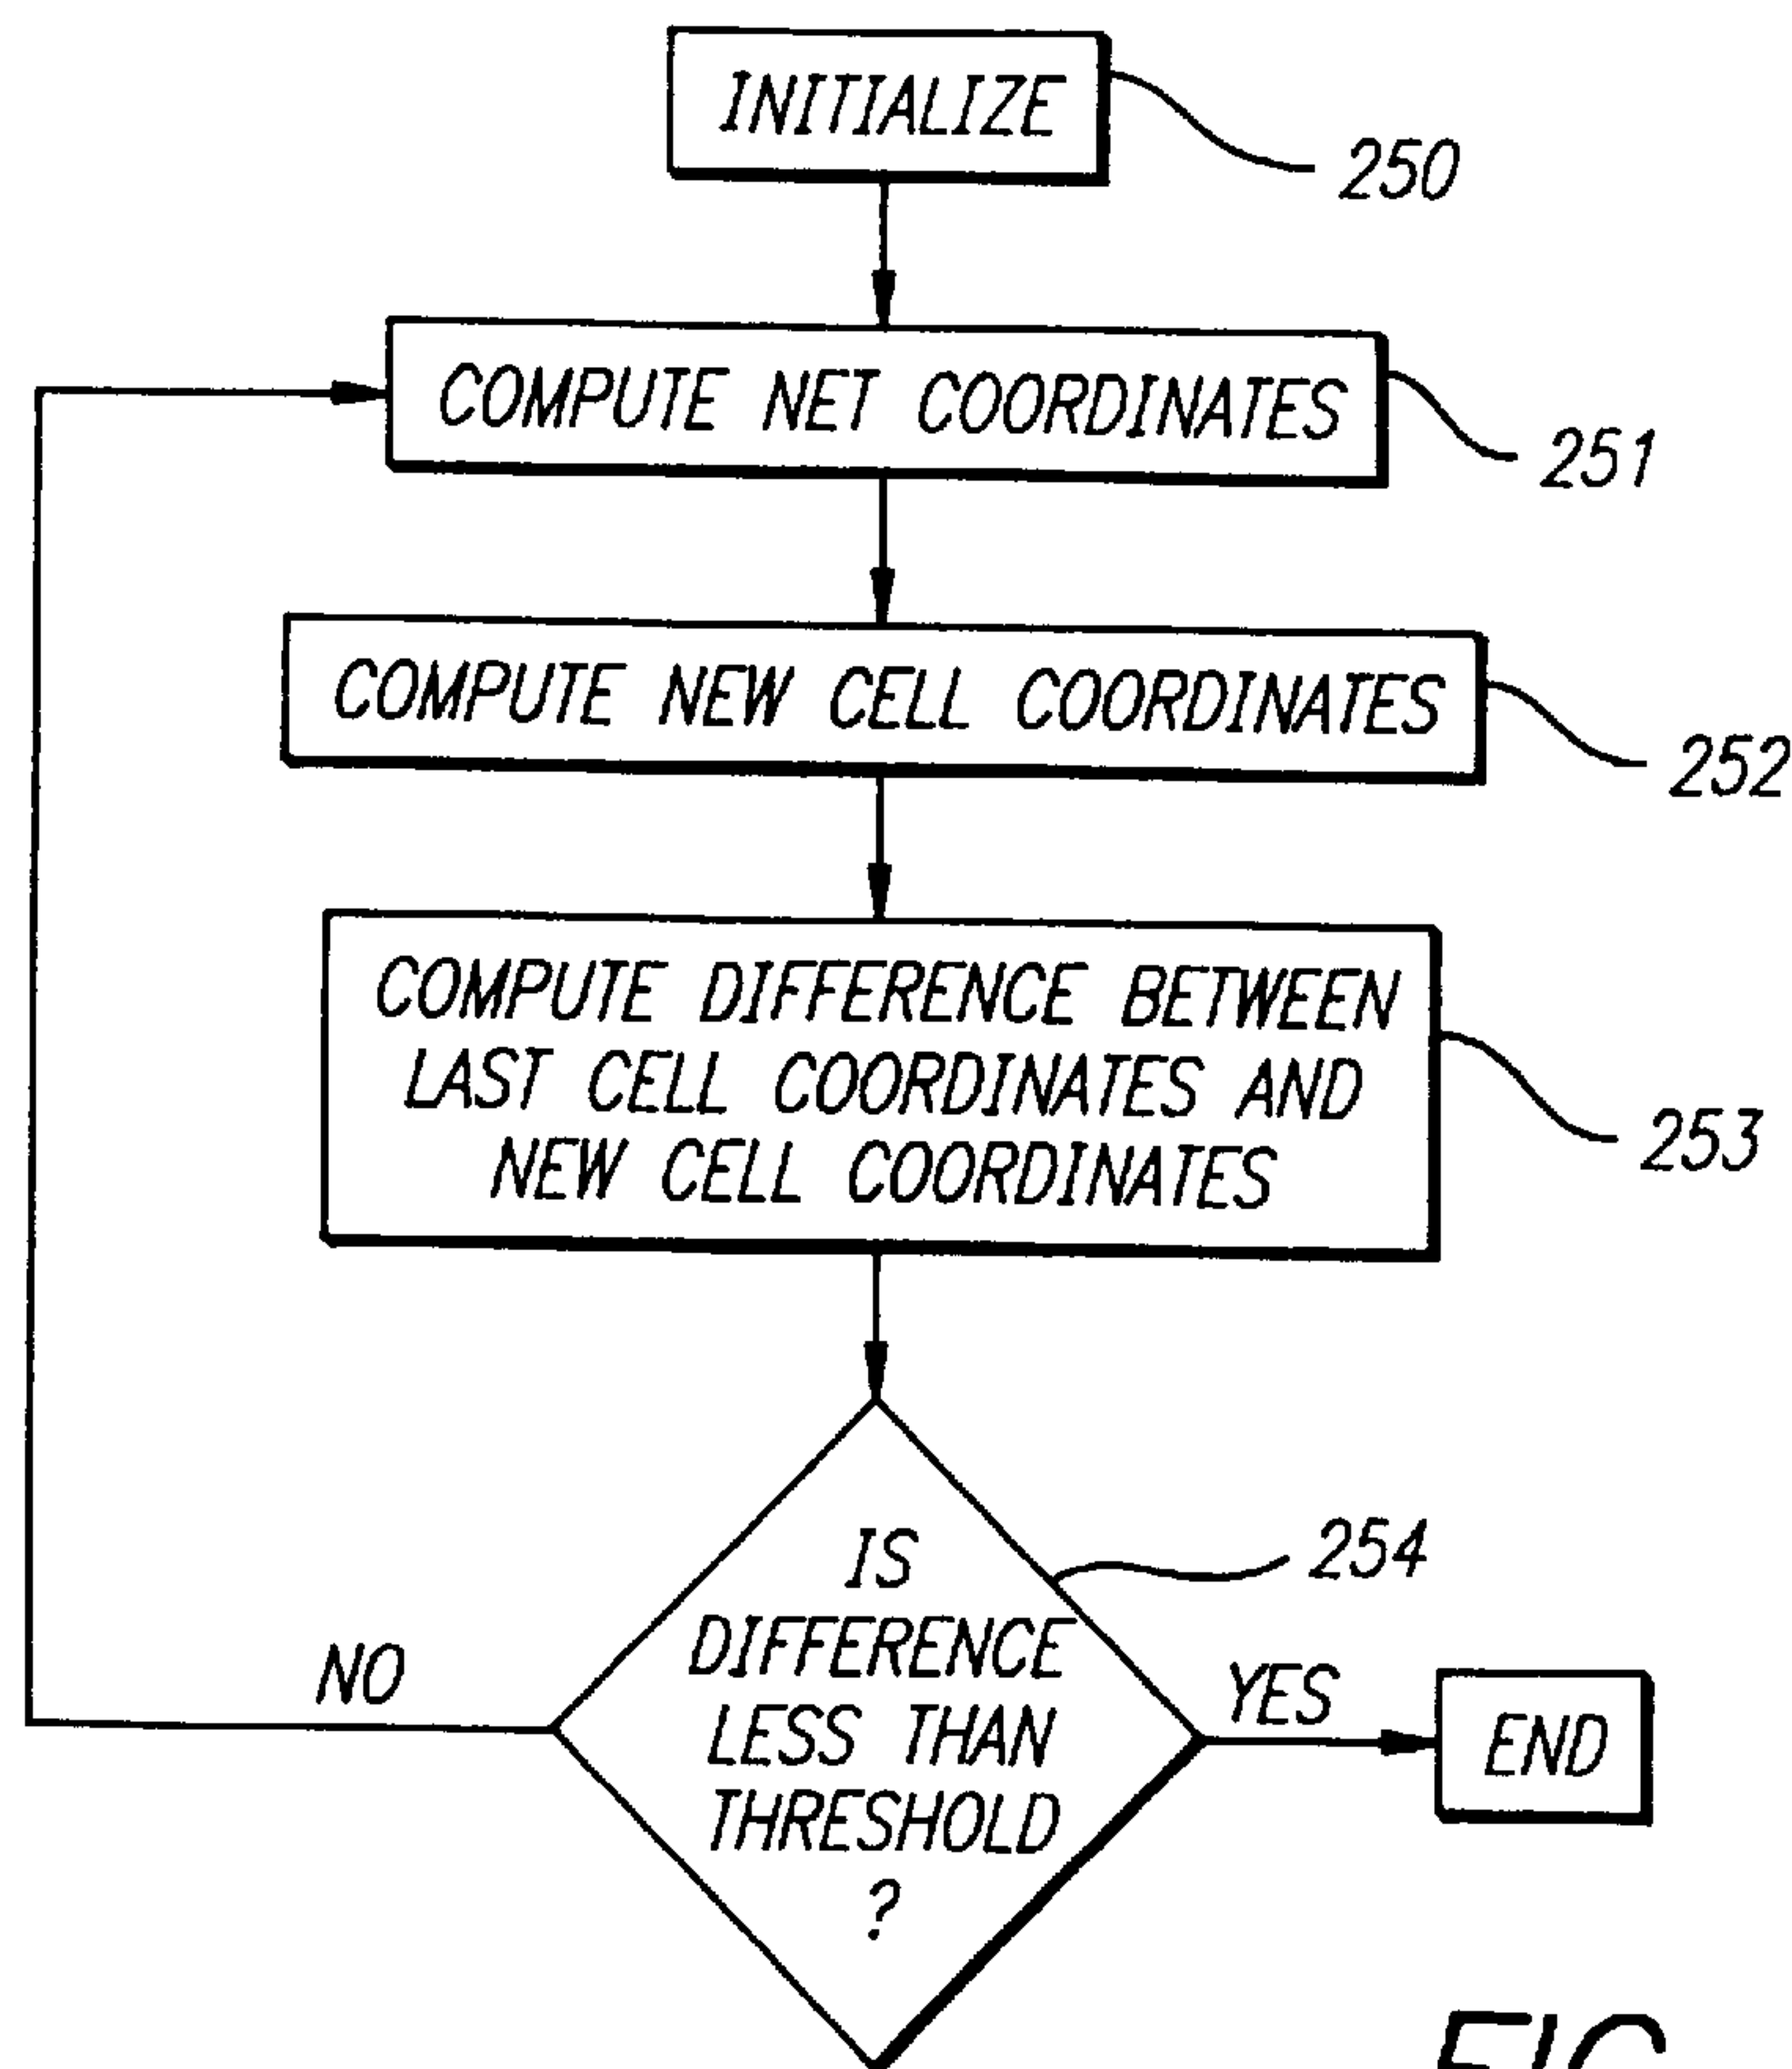 INITIALIZE
250
COMPUTE NET COORDINATES
251
COMPUTE NEW CELL COORDINATES
252
COMPUTE DIFFERENCE BETWEEN
LAST CELL COORDINATES AND
NEW CELL COORDINATES
253
IS
DIFFERENCE
LESS THAN
THRESHOLD
?
254
NO
YES
END